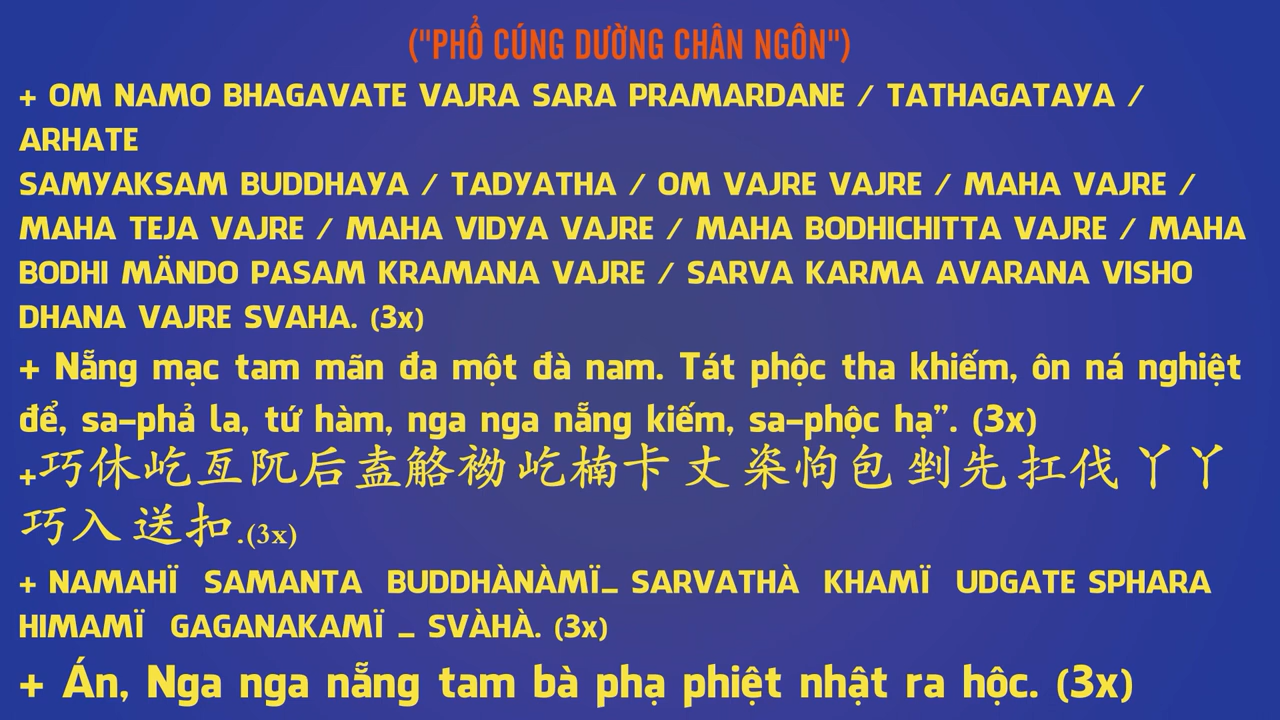 ("PHỔ CÚNG DƯỜNG CHÂN NGÔN")
+ OM NAMO BHAGAVATE VAJRA SARA PRAMARDANE / TATHAGATAYA /
ARHATE
SAMYAKSAM BUDDHAYA / TADYATHA / OM VAJRE VAJRE / MAHA VAJRE /
MAHA TEJA VAJRE / MAHA VIDYA VAJRE / MAHA BODHICHITTA VAJRE / MAHA
BODHI MÄNDO PASAM KRAMANA VAJRE / SARVA KARMA AVARANA VISHO
DHANA VAJRE SVAHA. (3x)
+ Nẵng mạc tam mãn đa một đà nam. Tát phộc tha khiếm, ôn ná nghiệt
để, sa-phả la, tứ hàm, nga nga nẵng kiếm, sa-phộc hạ”. (3x)
+巧休屹亙阢后盍觡袎屹楠卡丈楶怐包剉先扛伐丫丫
巧入送扣.(3x)
+ NAMAHÏ SAMANTA BUDDHÀNÀMÏ_ SARVATHÀ KHAMÏ UDGATE SPHARA
HIMAMÏ GAGANAKAMÏ _ SVÀHÀ. (3x)
+ Án, Nga nga nẵng tam bà phạ phiệt nhật ra hộc. (3x)